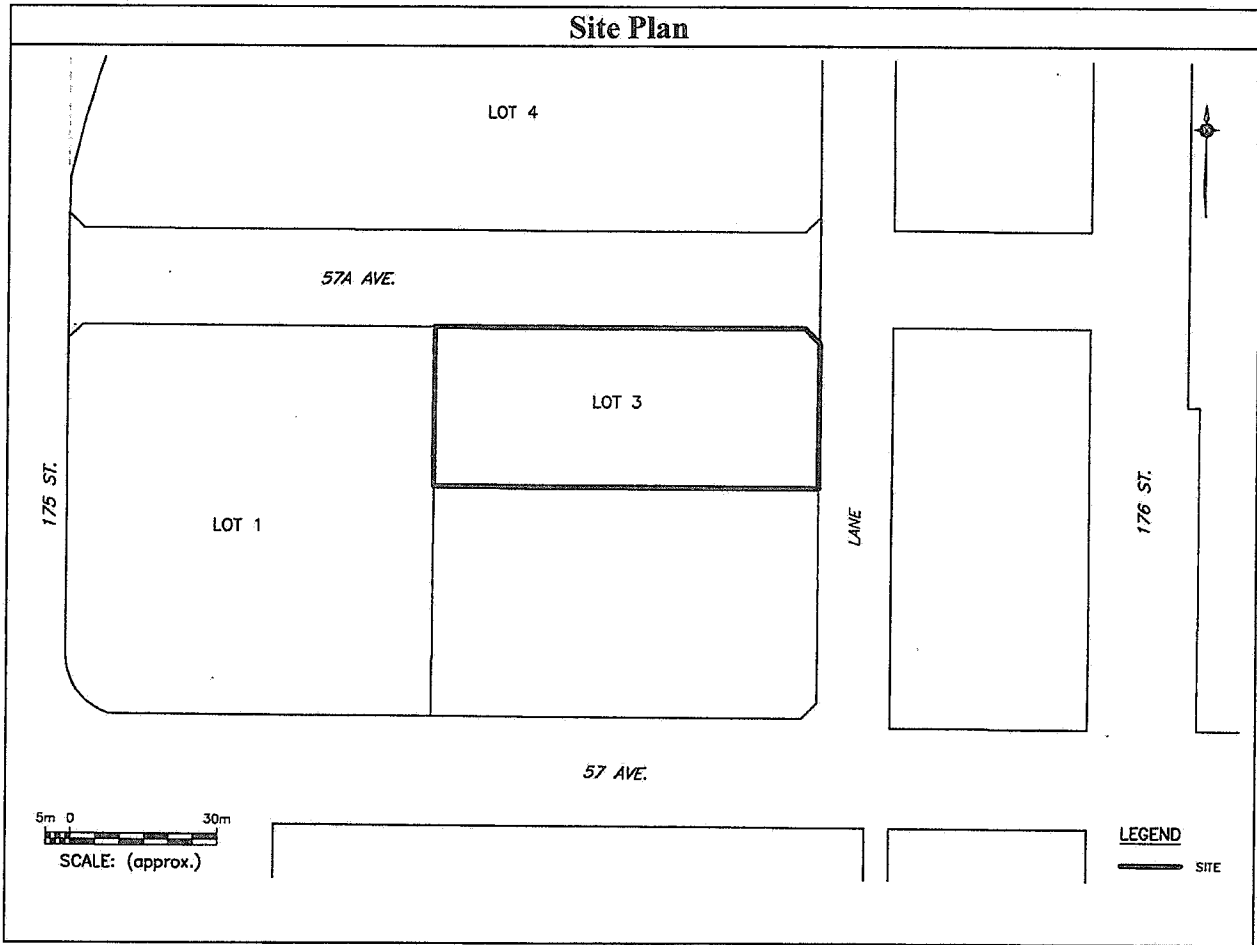 Site Plan
LOT 4
57A AVE.
LOT 3
175 ST.
LOT 1
LANE
176 ST.
57 AVE.
5m 0 30m
SCALE: (approx.)
LEGEND
SITE